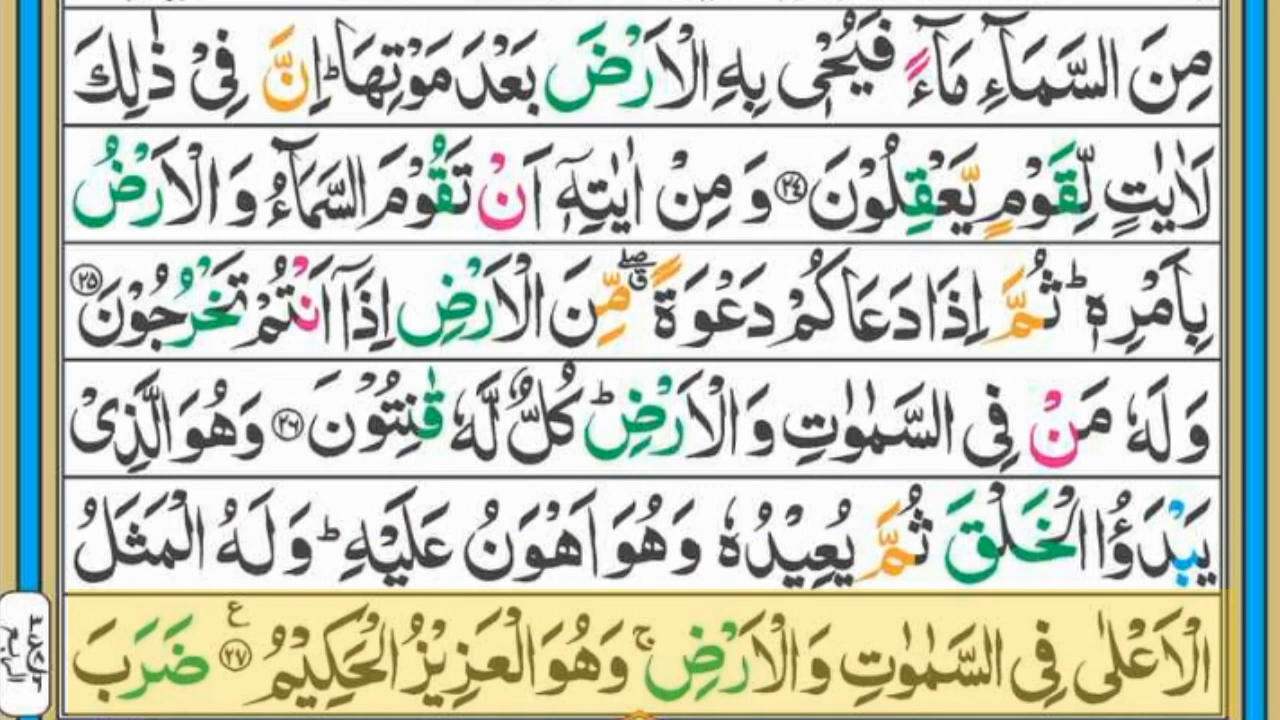 مِنَ السَّمَآءِ مَآءً فَيُحْىٖ بِهِ الْاَرْضَ بَعْدَ مَوْتِهَا ؕ اِنَّ فِىْ ذٰلِكَ
لَاٰيٰتٍ لِّقَوْمٍ يَّعْقِلُوْنَ ﴿۲۴﴾ وَ مِنْ اٰيٰتِهٖۤ اَنْ تَقُوْمَ السَّمَآءُ وَ الْاَرْضُ
بِاَمْرِهٖ ؕ ثُمَّ اِذَا دَعَاكُمْ دَعْوَةً ۖق مِّنَ الْاَرْضِ اِذَاۤ اَنْتُمْ تَخْرُجُوْنَ ﴿۲۵﴾
وَ لَهٗ مَنْ فِى السَّمٰوٰتِ وَ الْاَرْضِ ؕ كُلٌّ لَّهٗ قٰنِتُوْنَ ﴿۲۶﴾ وَهُوَ الَّذِىْ
يَبْدَؤُا الْخَلْقَ ثُمَّ يُعِيْدُهٗ وَهُوَ اَهْوَنُ عَلَيْهِ ؕ وَ لَهُ الْمَثَلُ
الْاَعْلٰى فِى السَّمٰوٰتِ وَالْاَرْضِ ۚ وَهُوَ الْعَزِيْزُ الْحَكِيْمُ ﴿۲۷﴾ ع ضَرَبَ